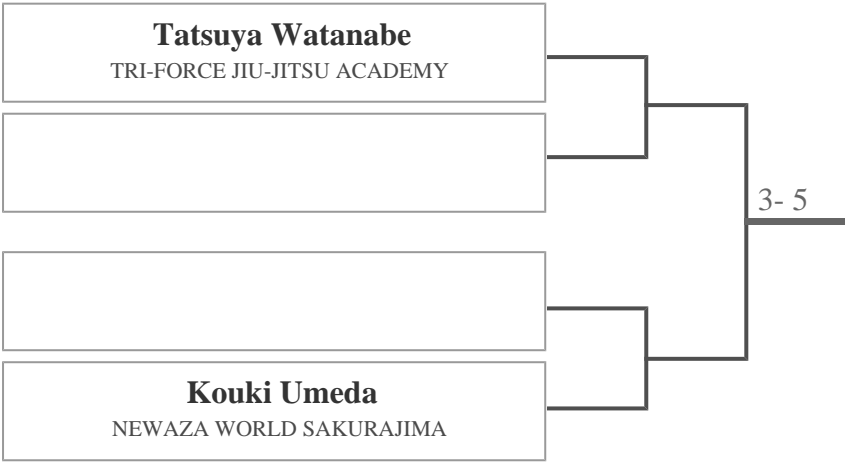 Tatsuya Watanabe
TRI-FORCE JIU-JITSU ACADEMY
3- 5
Kouki Umeda
NEWAZA WORLD SAKURAJIMA